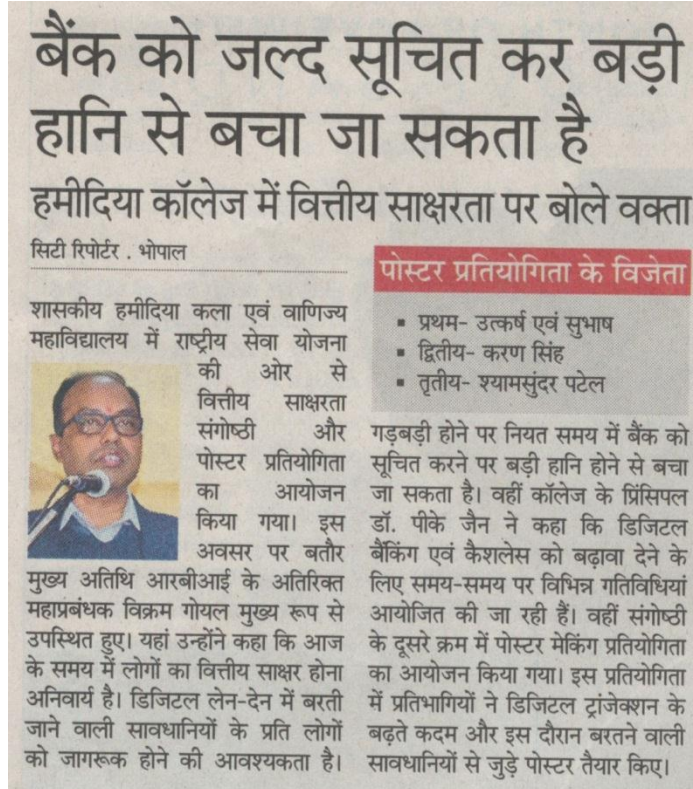 बैंक को जल्द सूचित कर बड़ी
हानि से बचा जा सकता है
हमीदिया कॉलेज में वित्तीय साक्षरता पर बोले वक्ता
सिटी रिपोर्टर . भोपाल
शासकीय हमीदिया कला एवं वाणिज्य
महाविद्यालय में राष्ट्रीय सेवा योजना
की ओर से
वित्तीय साक्षरता
संगोष्ठी और
पोस्टर प्रतियोगिता
का आयोजन
किया गया। इस
अवसर पर बतौर
मुख्य अतिथि आरबीआई के अतिरिक्त
महाप्रबंधक विक्रम गोयल मुख्य रूप से
उपस्थित हुए। यहां उन्होंने कहा कि आज
के समय में लोगों का वित्तीय साक्षर होना
अनिवार्य है। डिजिटल लेन-देन में बरती
जाने वाली सावधानियों के प्रति लोगों
को जागरूक होने की आवश्यकता है।
पोस्टर प्रतियोगिता के विजेता
▪ प्रथम- उत्कर्ष एवं सुभाष
▪ द्वितीय- करण सिंह
▪ तृतीय- श्यामसुंदर पटेल
गड़बड़ी होने पर नियत समय में बैंक को
सूचित करने पर बड़ी हानि होने से बचा
जा सकता है। वहीं कॉलेज के प्रिंसिपल
डॉ. पीके जैन ने कहा कि डिजिटल
बैंकिंग एवं कैशलेस को बढ़ावा देने के
लिए समय-समय पर विभिन्न गतिविधियां
आयोजित की जा रही हैं। वहीं संगोष्ठी
के दूसरे क्रम में पोस्टर मेकिंग प्रतियोगिता
का आयोजन किया गया। इस प्रतियोगिता
में प्रतिभागियों ने डिजिटल ट्रांजेक्शन के
बढ़ते कदम और इस दौरान बरतने वाली
सावधानियों से जुड़े पोस्टर तैयार किए।